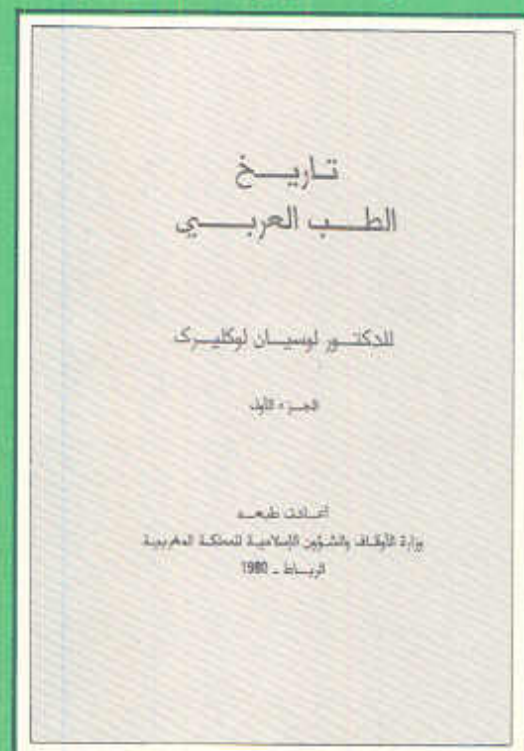 تاريخ
الطب العربي
للدكتور لوسيان لوكليرك
الجزء الأول
أعادت طبعه
وزارة الأوقاف والشؤون الإسلامية للمملكة المغربية
الرباط - 1980